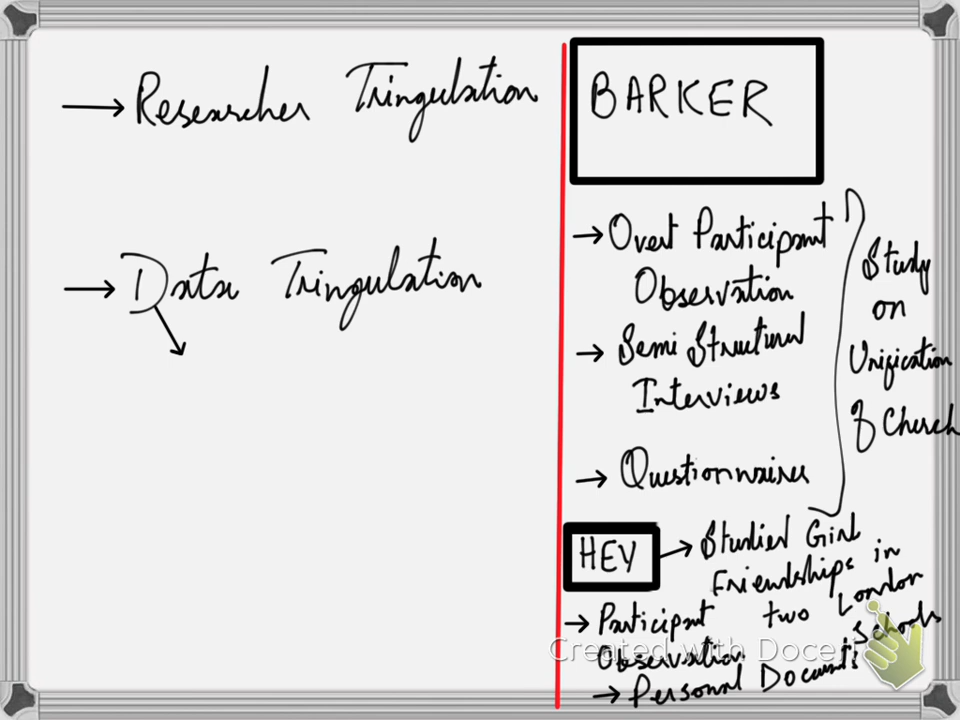 → Researcher Tringulation
→ Data Tringulation
BARKER
→ Overt Participant
Observation
→ Semi Structured
Interviews
→ Questionnaires
Study
on
Unification
of Church
HEY → Studied Girl
Friendships in
two London
Schools
→ Participant
Observation
→ Personal Documents
Created with Doceri